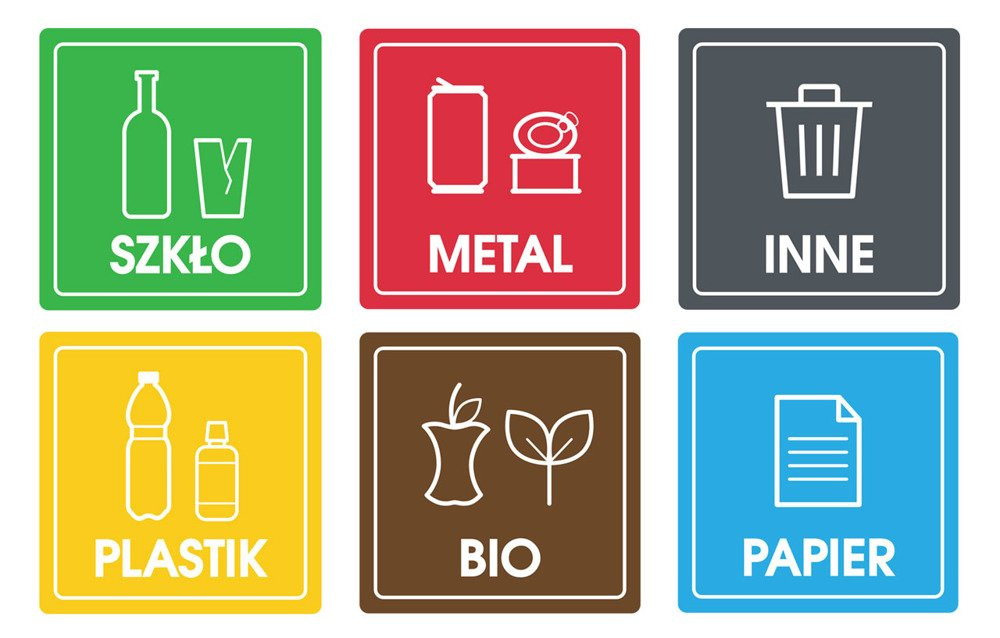 SZKŁO
METAL
INNE
PLASTIK
BIO
PAPIER